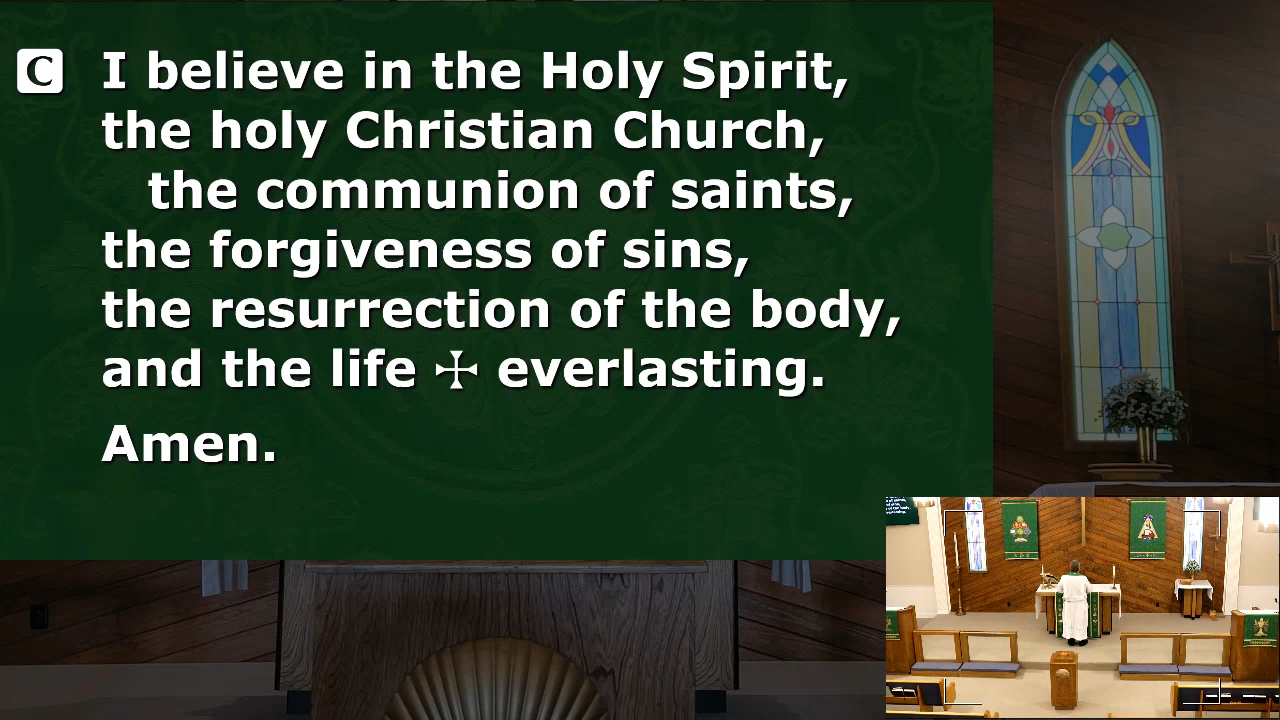 C I believe in the Holy Spirit,
the holy Christian Church,
the communion of saints,
the forgiveness of sins,
the resurrection of the body,
and the life ☩ everlasting.
Amen.